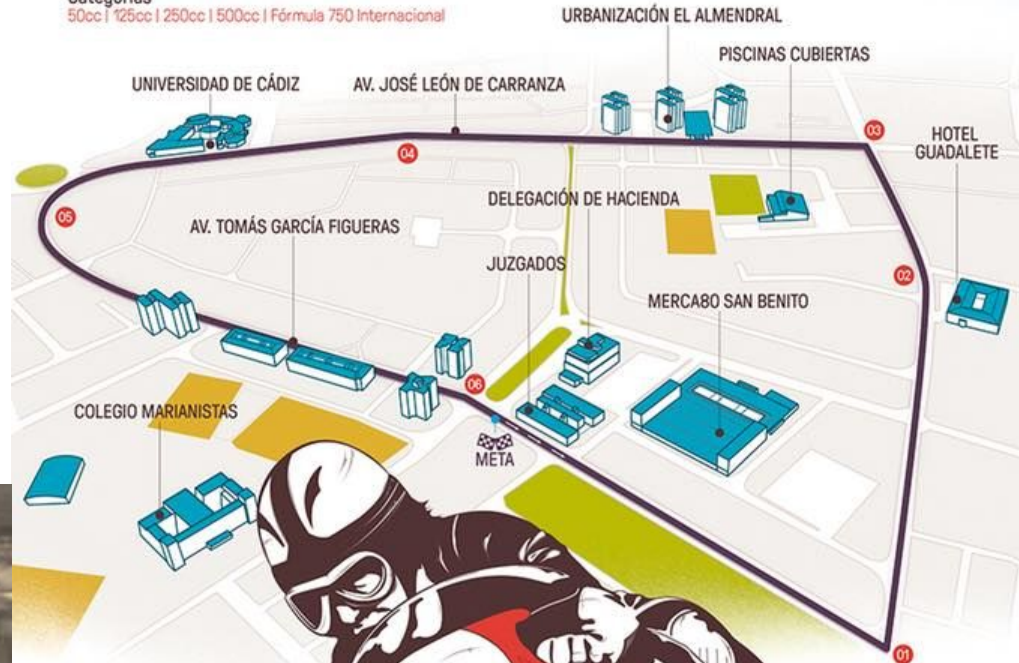 Categorías
50cc | 125cc | 250cc | 500cc | Fórmula 750 Internacional
URBANIZACIÓN EL ALMENDRAL
PISCINAS CUBIERTAS
UNIVERSIDAD DE CÁDIZ
AV. JOSÉ LEÓN DE CARRANZA
03
HOTEL
GUADALETE
04
DELEGACIÓN DE HACIENDA
05
AV. TOMÁS GARCÍA FIGUERAS
JUZGADOS
02
MERCA80 SAN BENITO
06
COLEGIO MARIANISTAS
META
01